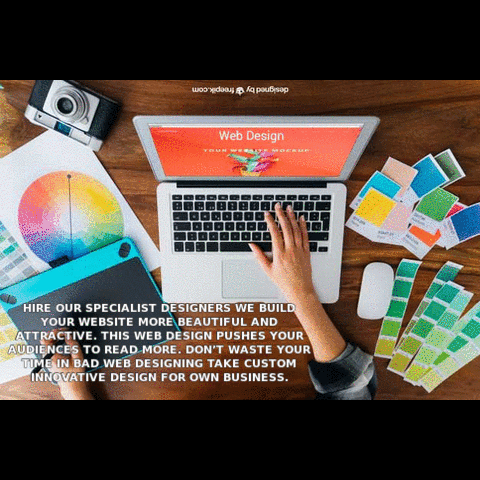 designed by freepik.com
Web Design
YOUR WEBSITE MOCKUP
HIRE OUR SPECIALIST DESIGNERS WE BUILD
YOUR WEBSITE MORE BEAUTIFUL AND
ATTRACTIVE. THIS WEB DESIGN PUSHES YOUR
AUDIENCES TO READ MORE. DON'T WASTE YOUR
TIME IN BAD WEB DESIGNING TAKE CUSTOM
INNOVATIVE DESIGN FOR OWN BUSINESS.